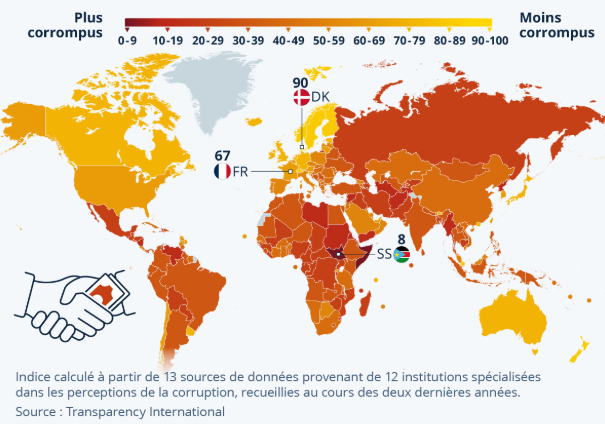 Plus
corrompus
Moins
corrompus
0-9 10-19 20-29 30-39 40-49 50-59 60-69 70-79 80-89 90-100
90
DK
67
FR
8
SS
Indice calculé à partir de 13 sources de données provenant de 12 institutions spécialisées
dans les perceptions de la corruption, recueillies au cours des deux dernières années.
Source : Transparency International